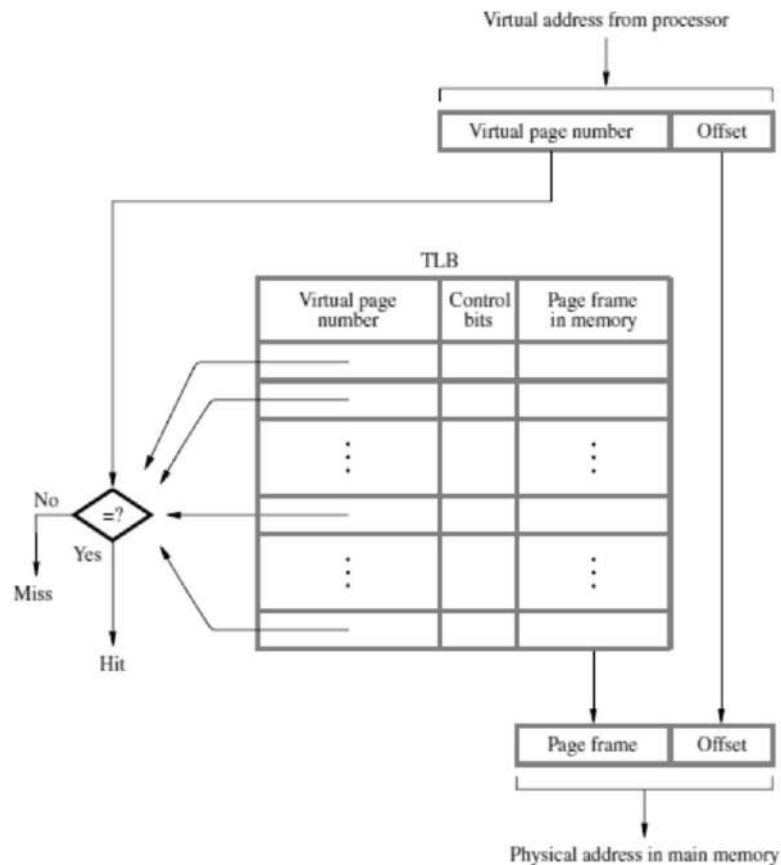 Virtual address from processor
Virtual page number
Offset
TLB
Virtual page
number
Control
bits
Page frame
in memory
No
=?
Yes
Miss
Hit
Page frame
Offset
Physical address in main memory